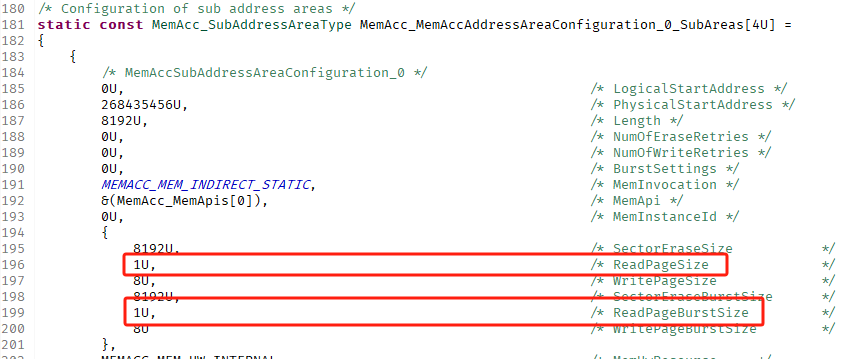 180 /* Configuration of sub address areas */
181 static const MemAcc_SubAddressAreaType MemAcc_MemAccAddressAreaConfiguration_0_SubAreas[4U] =
182 {
183 {
184 /* MemAccSubAddressAreaConfiguration_0 */
185 0U, /* LogicalStartAddress */
186 268435456U, /* PhysicalStartAddress */
187 8192U, /* Length */
188 0U, /* NumOfEraseRetries */
189 0U, /* NumOfWriteRetries */
190 0U, /* BurstSettings */
191 MEMACC_MEM_INDIRECT_STATIC, /* MemInvocation */
192 &(MemAcc_MemApis[0]), /* MemApi */
193 0U, /* MemInstanceId */
194 {
195 8192U, /* SectorEraseSize */
196 1U, /* ReadPageSize */
197 8U, /* WritePageSize */
198 8192U, /* SectorEraseBurstSize */
199 1U, /* ReadPageBurstSize */
200 8U /* WritePageBurstSize */
201 },